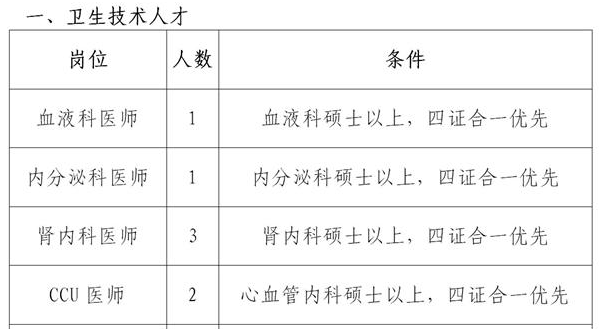 一、卫生技术人才
岗位 人数 条件
血液科医师 1 血液科硕士以上，四证合一优先
内分泌科医师 1 内分泌科硕士以上，四证合一优先
肾内科医师 3 肾内科硕士以上，四证合一优先
CCU 医师 2 心血管内科硕士以上，四证合一优先